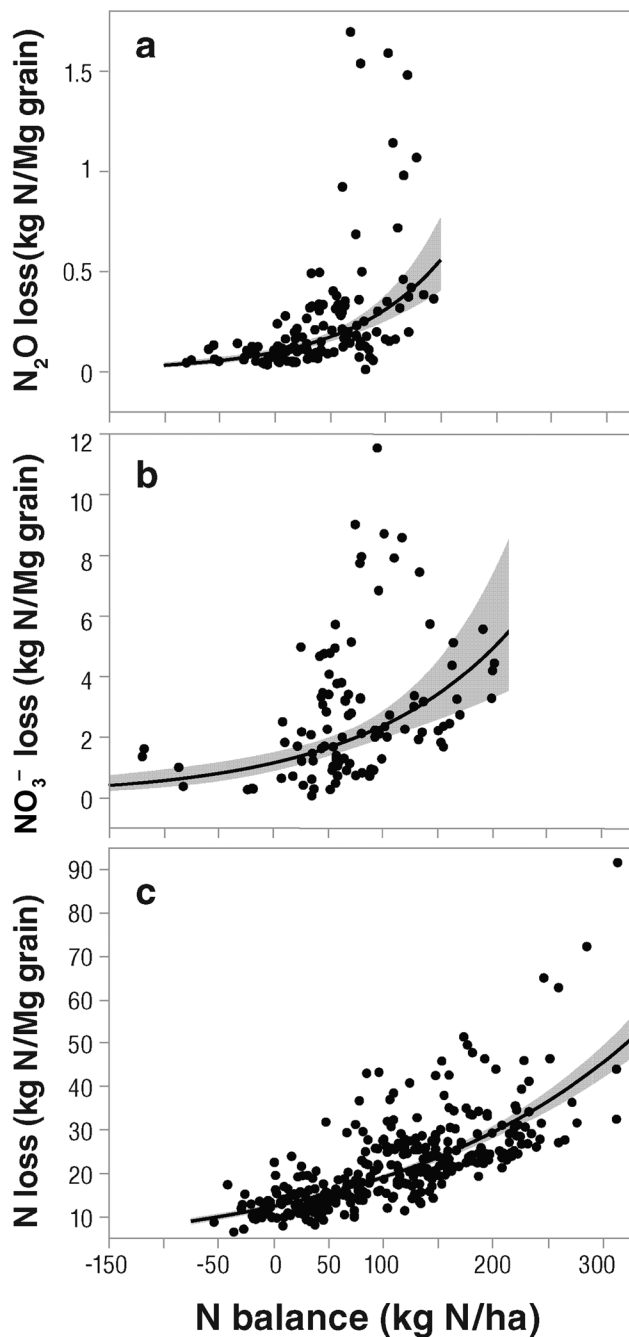 a
N₂O loss(kg N/Mg grain)
1.5
1
0.5
0
b
NO₃⁻ loss (kg N/Mg grain)
12
10
8
6
4
2
0
c
N loss (kg N/Mg grain)
90
80
70
60
50
40
30
20
10
-150 -50 0 50 100 200 300
N balance (kg N/ha)